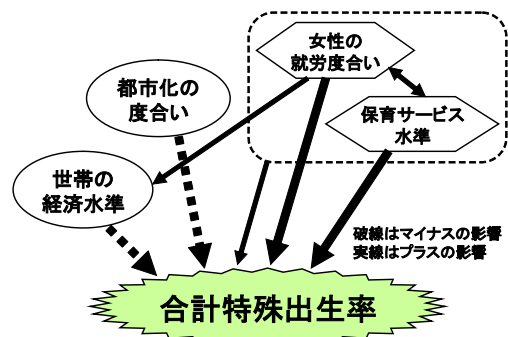 女性の
就労度合い
都市化の
度合い
保育サービス
水準
世帯の
経済水準
破線はマイナスの影響
実線はプラスの影響
合計特殊出生率